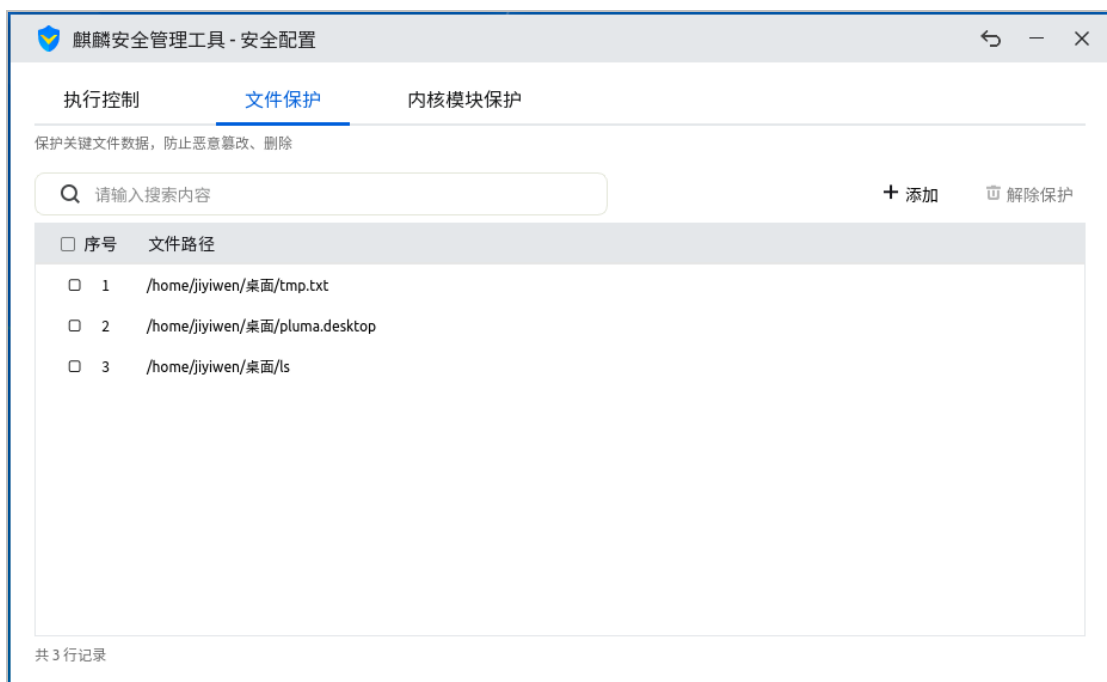 麒麟安全管理工具 - 安全配置
执行控制 文件保护 内核模块保护
保护关键文件数据，防止恶意篡改、删除
请输入搜索内容 添加 解除保护
序号 文件路径
1 /home/jiyiwen/桌面/tmp.txt
2 /home/jiyiwen/桌面/pluma.desktop
3 /home/jiyiwen/桌面/ls
共 3 行记录